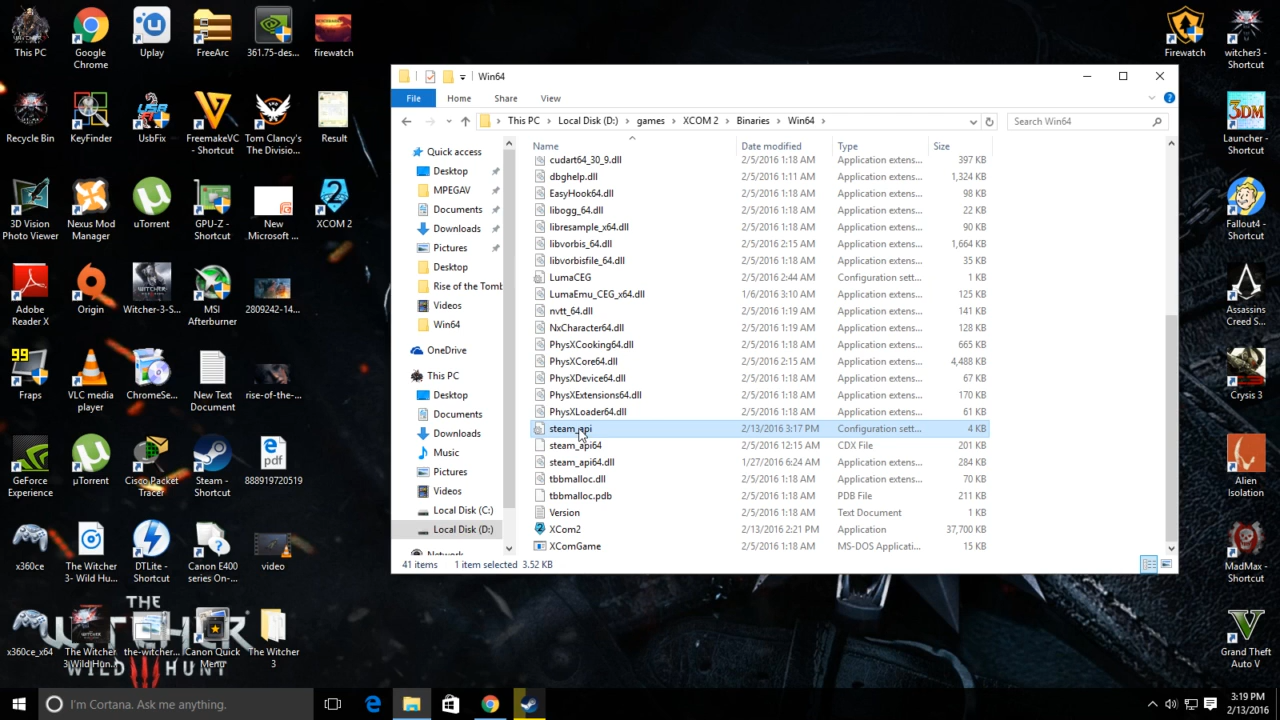 This PC
Google Chrome
Uplay
FreeArc
361.75-des...
firewatch
Recycle Bin
KeyFinder
UsbFix
FreemakeVC - Shortcut
Tom Clancy's The Division...
Result
3D Vision Photo Viewer
Nexus Mod Manager
uTorrent
GPU-Z - Shortcut
New Microsoft ...
XCOM 2
Adobe Reader X
Origin
Witcher-3-S...
MSI Afterburner
2809242-14...
99
Fraps
VLC media player
ChromeSe...
New Text Document
rise-of-the-...
GeForce Experience
µTorrent
Cisco Packet Tracer
Steam - Shortcut
pdf
888919720519
x360ce
The Witcher 3- Wild Hu...
DTLite - Shortcut
Canon E400 series On-...
video
THE
WITCHER
WILD HUNT
x360ce_x64
The Witcher 3 Wild Hun...
the-witcher...
Canon Quick Menu
The Witcher 3
Win64
File Home Share View
This PC > Local Disk (D:) > games > XCOM 2 > Binaries > Win64 >
Search Win64
Quick access
Desktop
MPEGAV
Documents
Downloads
Pictures
Desktop
Rise of the Tomb
Videos
Win64
OneDrive
This PC
Desktop
Documents
Downloads
Music
Pictures
Videos
Local Disk (C:)
Local Disk (D:)
Network
Name Date modified Type Size
cudart64_30_9.dll 2/5/2016 1:18 AM Application extens... 397 KB
dbghelp.dll 2/5/2016 1:11 AM Application extens... 1,324 KB
EasyHook64.dll 2/5/2016 1:18 AM Application extens... 98 KB
libogg_64.dll 2/5/2016 1:18 AM Application extens... 22 KB
libresample_x64.dll 2/5/2016 1:18 AM Application extens... 90 KB
libvorbis_64.dll 2/5/2016 2:15 AM Application extens... 1,664 KB
libvorbisfile_64.dll 2/5/2016 1:18 AM Application extens... 35 KB
LumaCEG 2/5/2016 2:44 AM Configuration sett... 1 KB
LumaEmu_CEG_x64.dll 1/6/2016 3:10 AM Application extens... 125 KB
nvtt_64.dll 2/5/2016 1:19 AM Application extens... 141 KB
NxCharacter64.dll 2/5/2016 1:18 AM Application extens... 128 KB
PhysXCooking64.dll 2/5/2016 1:18 AM Application extens... 665 KB
PhysXCore64.dll 2/5/2016 2:15 AM Application extens... 4,488 KB
PhysXDevice64.dll 2/5/2016 1:18 AM Application extens... 67 KB
PhysXExtensions64.dll 2/5/2016 1:18 AM Application extens... 170 KB
PhysXLoader64.dll 2/5/2016 1:18 AM Application extens... 61 KB
steam_api 2/13/2016 3:17 PM Configuration sett... 4 KB
steam_api64 2/5/2016 12:15 AM CDX File 201 KB
steam_api64.dll 1/27/2016 6:24 AM Application extens... 284 KB
tbbmalloc.dll 2/5/2016 1:18 AM Application extens... 70 KB
tbbmalloc.pdb 2/5/2016 1:18 AM PDB File 211 KB
Version 2/5/2016 1:18 AM Text Document 1 KB
XCom2 2/13/2016 2:21 PM Application 37,700 KB
XComGame 2/5/2016 1:18 AM MS-DOS Applicati... 15 KB
41 items 1 item selected 3.52 KB
Firewatch
witcher3 - Shortcut
3DM
Launcher - Shortcut
Fallout4 - Shortcut
Assassins Creed S...
Crysis 3
Alien Isolation
MadMax - Shortcut
Grand Theft Auto V
I'm Cortana. Ask me anything.
3:19 PM
2/13/2016